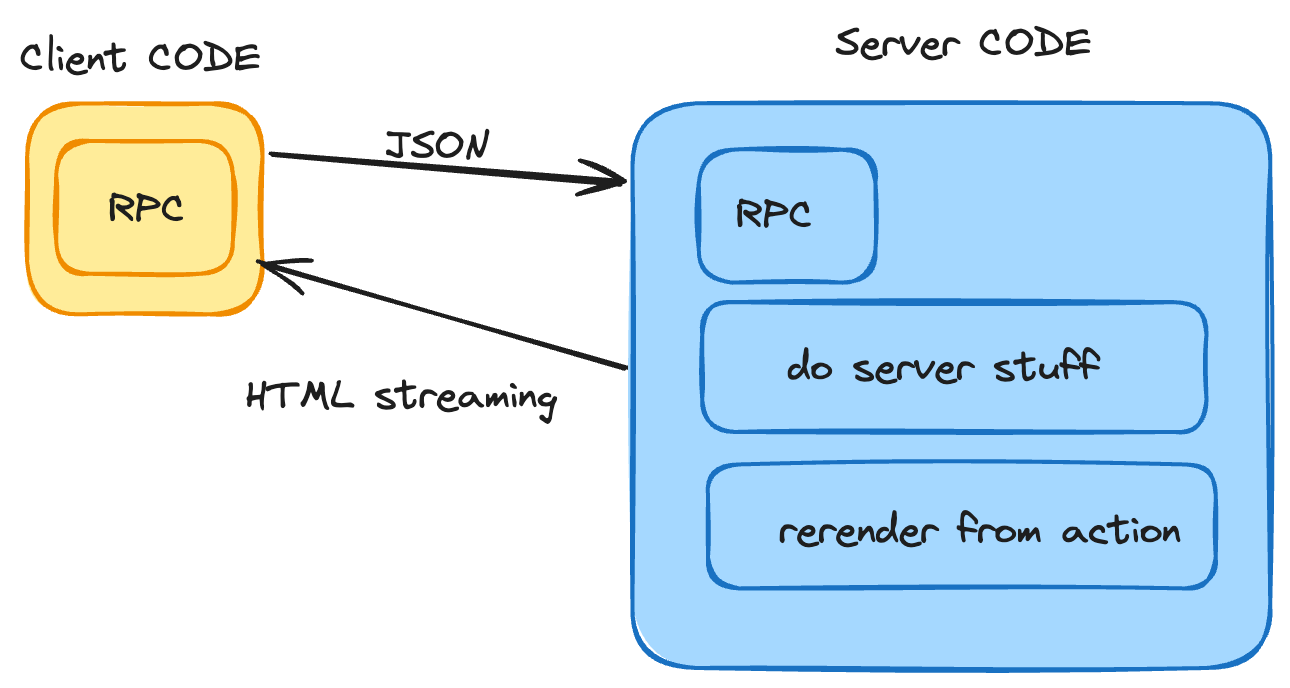 Client CODE
Server CODE
JSON
RPC
RPC
do server stuff
HTML streaming
rerender from action